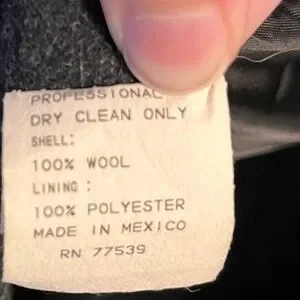 PROFESSIONAL
DRY CLEAN ONLY
SHELL:
100% WOOL
LINING :
100% POLYESTER
MADE IN MEXICO
RN 77539